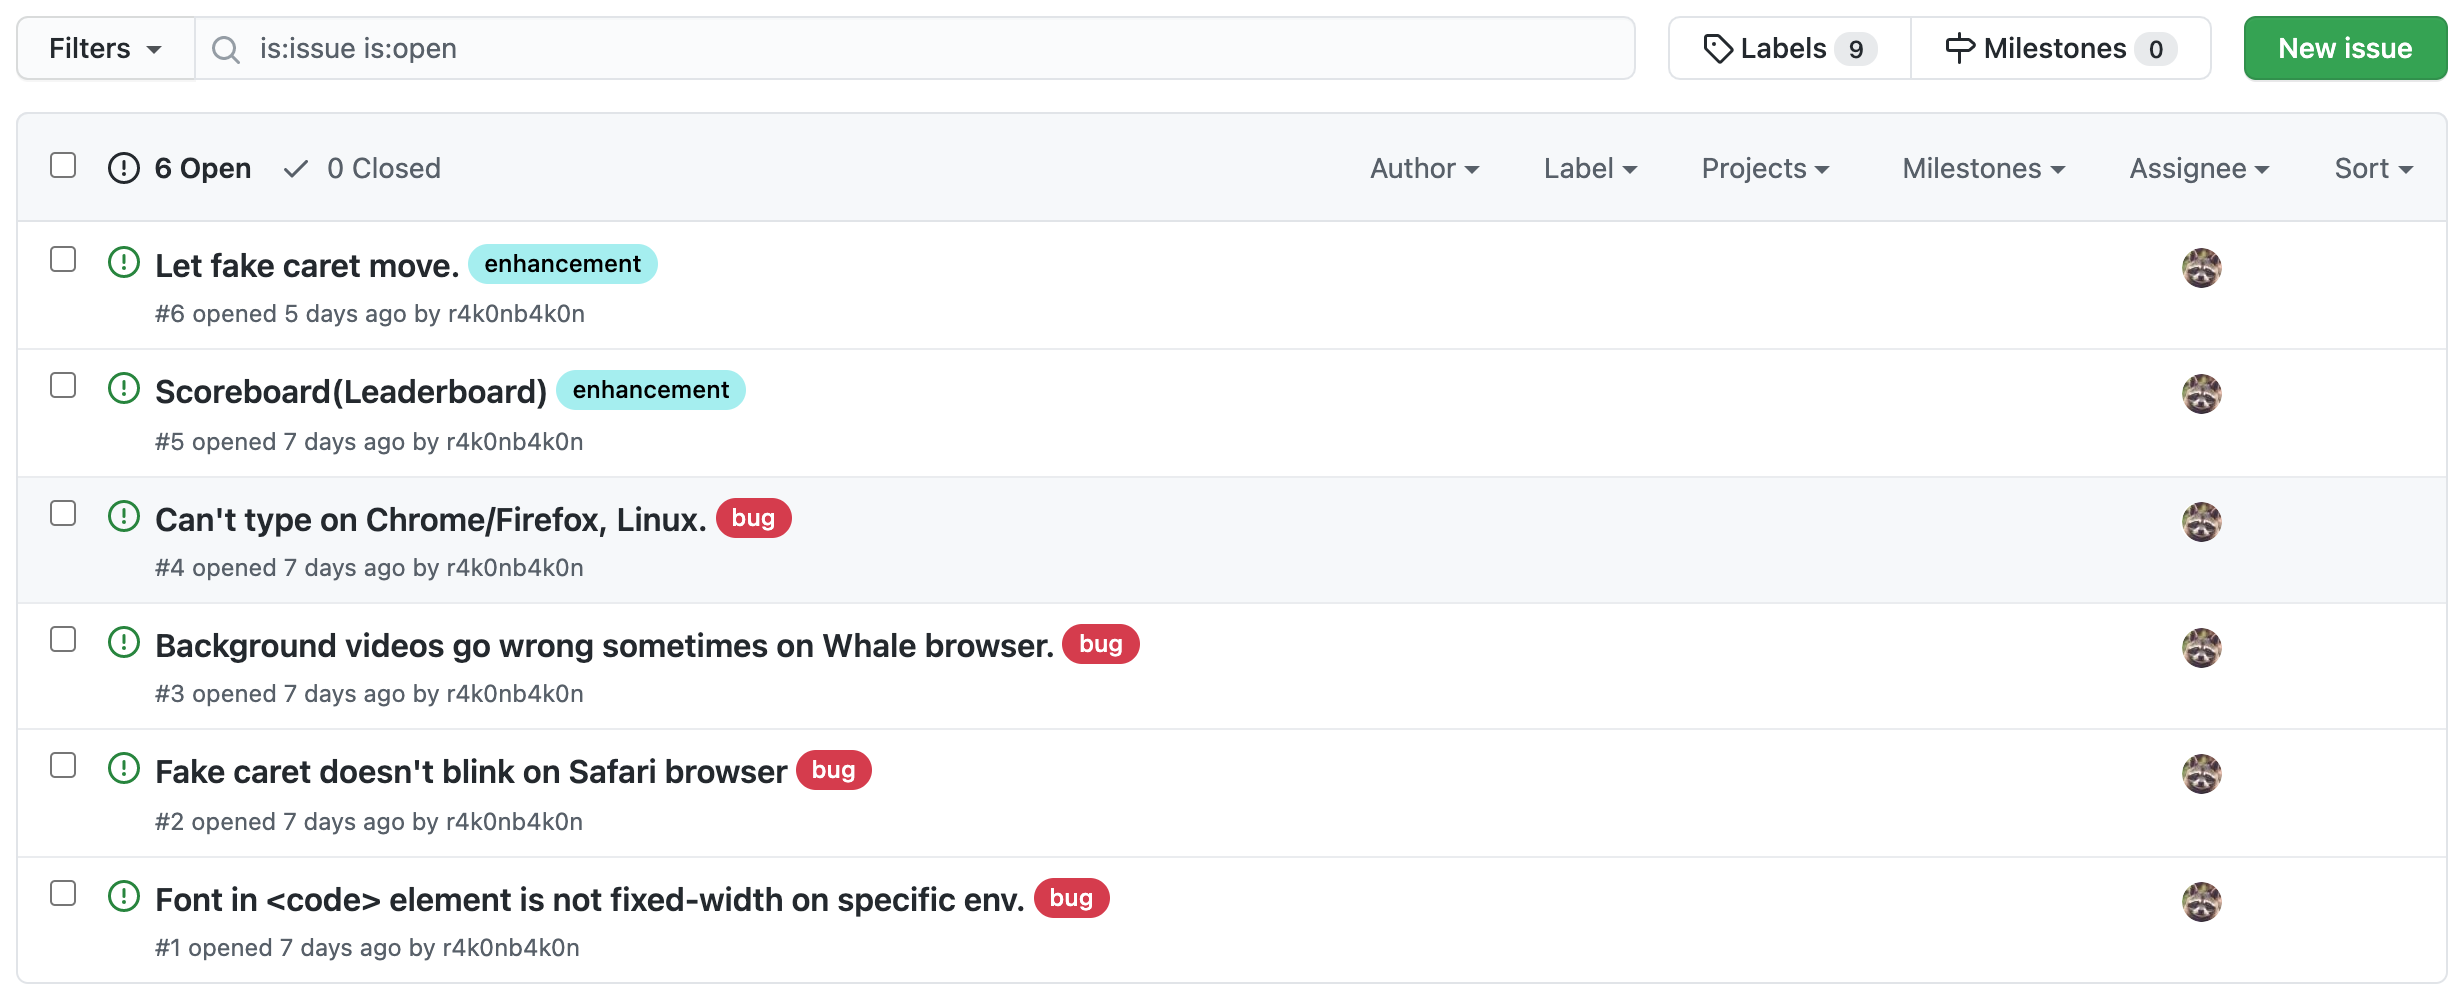 Filters is:issue is:open Labels 9 Milestones 0 New issue
6 Open 0 Closed Author Label Projects Milestones Assignee Sort
Let fake caret move. enhancement
#6 opened 5 days ago by r4k0nb4k0n
Scoreboard(Leaderboard) enhancement
#5 opened 7 days ago by r4k0nb4k0n
Can't type on Chrome/Firefox, Linux. bug
#4 opened 7 days ago by r4k0nb4k0n
Background videos go wrong sometimes on Whale browser. bug
#3 opened 7 days ago by r4k0nb4k0n
Fake caret doesn't blink on Safari browser bug
#2 opened 7 days ago by r4k0nb4k0n
Font in <code> element is not fixed-width on specific env. bug
#1 opened 7 days ago by r4k0nb4k0n